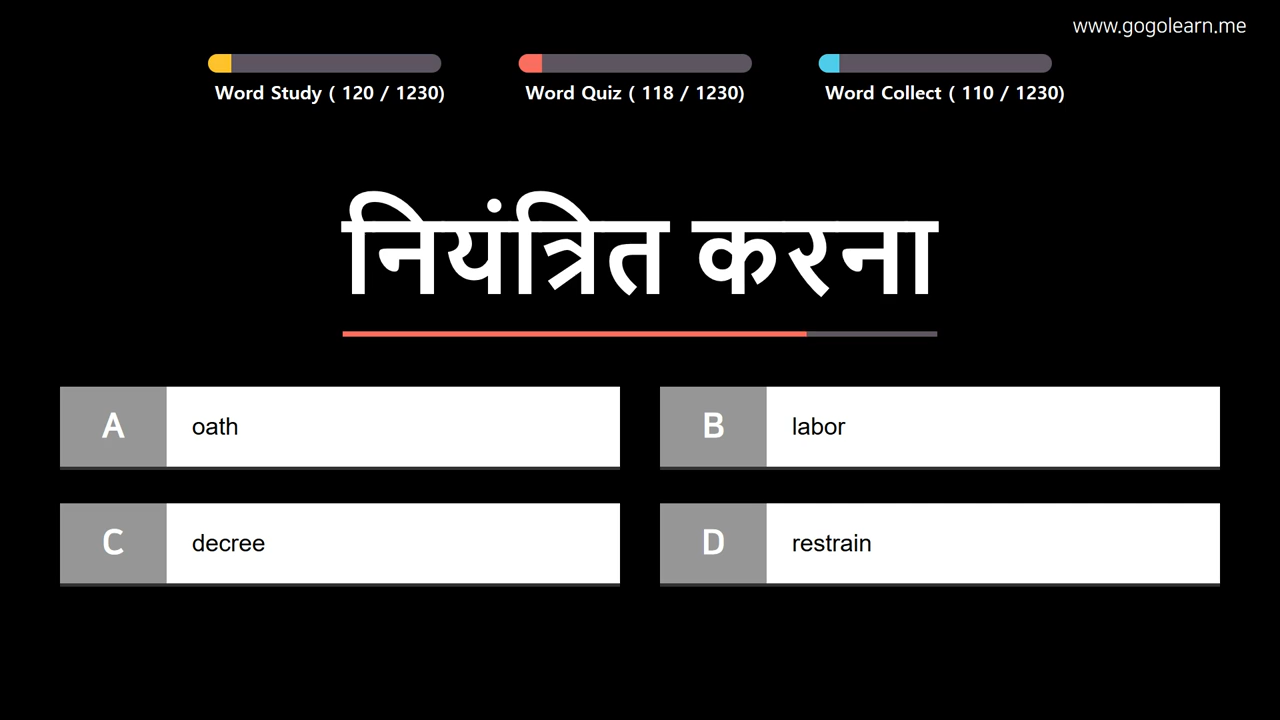 www.gogolearn.me
Word Study ( 120 / 1230)
Word Quiz ( 118 / 1230)
Word Collect ( 110 / 1230)
नियंत्रित करना
A oath
B labor
C decree
D restrain